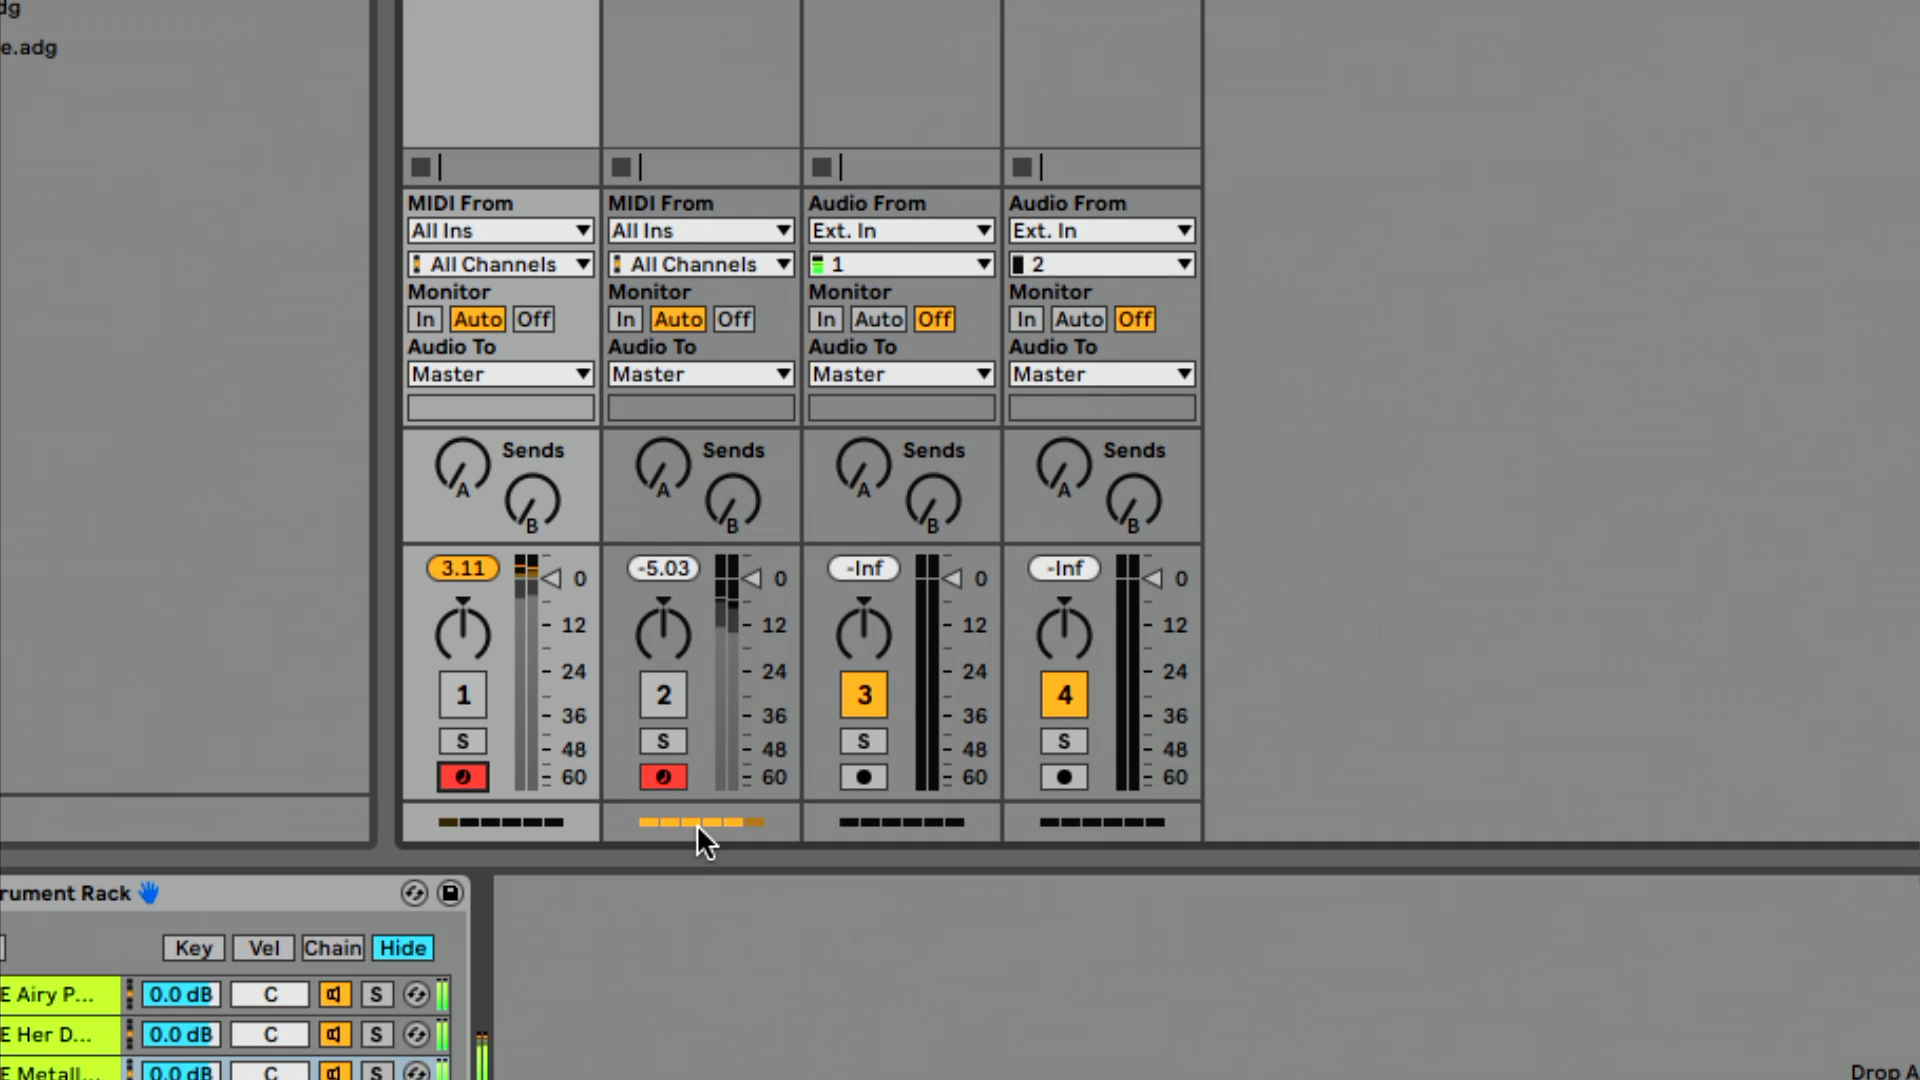 dg
e.adg
MIDI From MIDI From Audio From Audio From
All Ins All Ins Ext. In Ext. In
All Channels All Channels 1 2
Monitor Monitor Monitor Monitor
In Auto Off In Auto Off In Auto Off In Auto Off
Audio To Audio To Audio To Audio To
Master Master Master Master
Sends Sends Sends Sends
A A A A
B B B B
3.11 0 -5.03 0 -Inf 0 -Inf 0
12 12 12 12
24 24 24 24
1 2 3 4
36 36 36 36
S S S S
48 48 48 48
60 60 60 60
rument Rack
Key Vel Chain Hide
E Airy P... 0.0 dB C S
E Her D... 0.0 dB C S
E Metall... 0.0 dB C S
Drop A